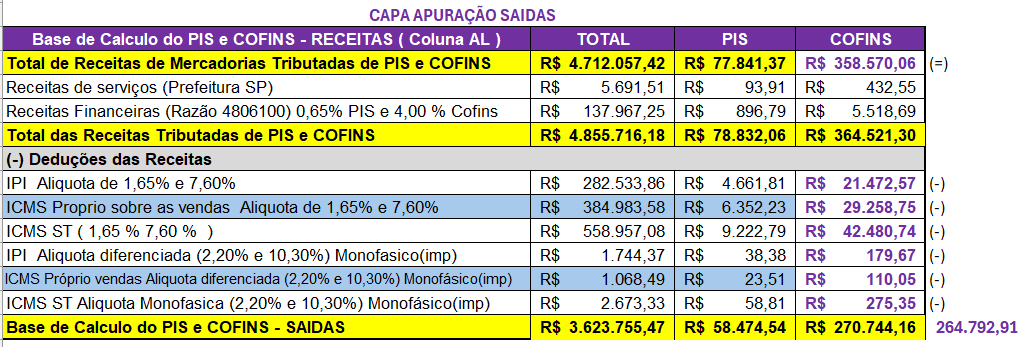 CAPA APURAÇÃO SAIDAS
Base de Calculo do PIS e COFINS - RECEITAS ( Coluna AL ) TOTAL PIS COFINS
Total de Receitas de Mercadorias Tributadas de PIS e COFINS R$ 4.712.057,42 R$ 77.841,37 R$ 358.570,06 (=)
Receitas de serviços (Prefeitura SP) R$ 5.691,51 R$ 93,91 R$ 432,55
Receitas Financeiras (Razão 4806100) 0,65% PIS e 4,00 % Cofins R$ 137.967,25 R$ 896,79 R$ 5.518,69
Total das Receitas Tributadas de PIS e COFINS R$ 4.855.716,18 R$ 78.832,06 R$ 364.521,30
(-) Deduções das Receitas
IPI Aliquota de 1,65% e 7,60% R$ 282.533,86 R$ 4.661,81 R$ 21.472,57 (-)
ICMS Proprio sobre as vendas Aliquota de 1,65% e 7,60% R$ 384.983,58 R$ 6.352,23 R$ 29.258,75 (-)
ICMS ST ( 1,65 % 7,60 % ) R$ 558.957,08 R$ 9.222,79 R$ 42.480,74 (-)
IPI Aliquota diferenciada (2,20% e 10,30%) Monofasico(imp) R$ 1.744,37 R$ 38,38 R$ 179,67 (-)
ICMS Próprio vendas Aliquota diferenciada (2,20% e 10,30%) Monofásico(imp) R$ 1.068,49 R$ 23,51 R$ 110,05 (-)
ICMS ST Aliquota Monofasica (2,20% e 10,30%) Monofásico(imp) R$ 2.673,33 R$ 58,81 R$ 275,35 (-)
Base de Calculo do PIS e COFINS - SAIDAS R$ 3.623.755,47 R$ 58.474,54 R$ 270.744,16 264.792,91